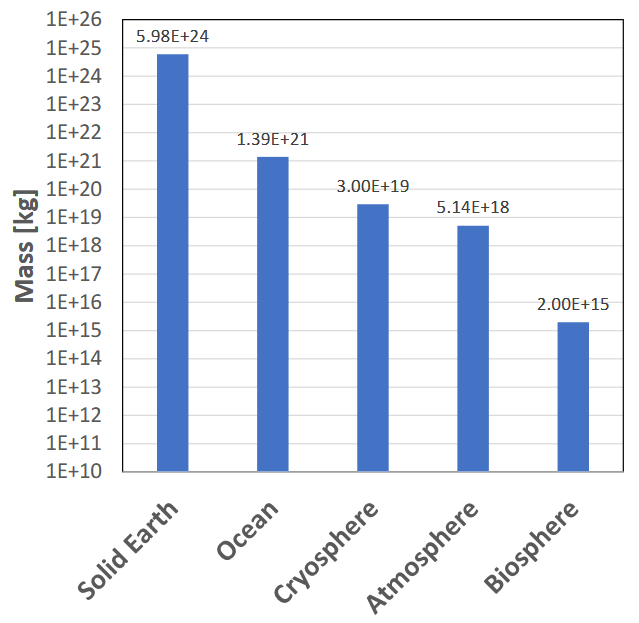 1E+26
1E+25
1E+24
1E+23
1E+22
1E+21
1E+20
1E+19
1E+18
1E+17
1E+16
1E+15
1E+14
1E+13
1E+12
1E+11
1E+10
Mass [kg]
5.98E+24
1.39E+21
3.00E+19
5.14E+18
2.00E+15
Solid Earth
Ocean
Cryosphere
Atmosphere
Biosphere